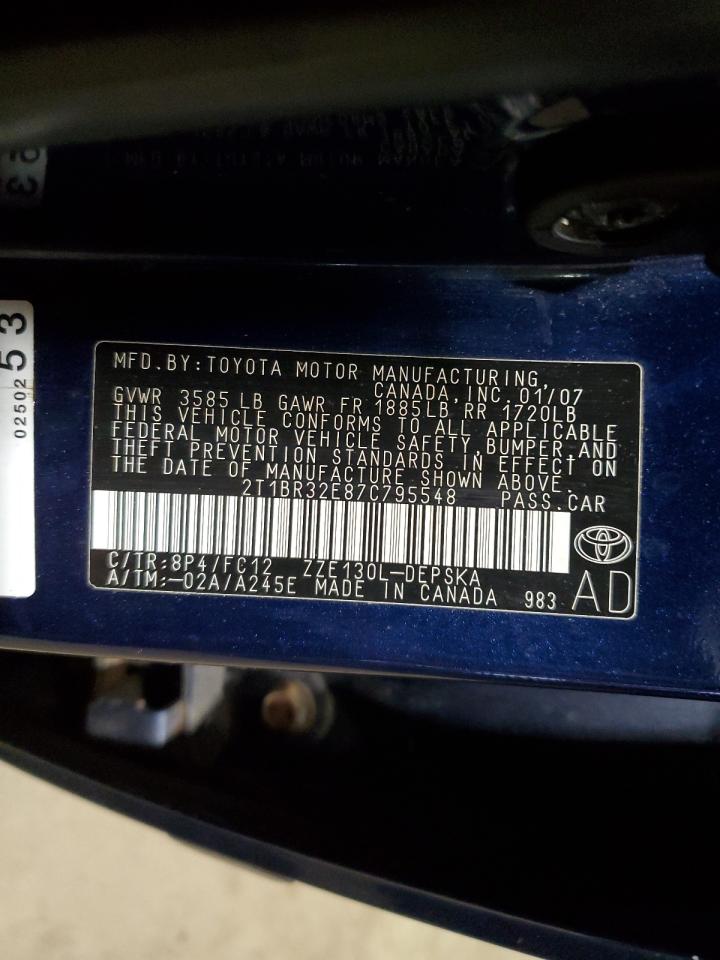 MFD.BY:TOYOTA MOTOR MANUFACTURING,
CANADA, INC. 01/07
GVWR 3585 LB GAWR FR 1885LB RR 1720LB
THIS VEHICLE CONFORMS TO ALL APPLICABLE
FEDERAL MOTOR VEHICLE SAFETY, BUMPER, AND
THEFT PREVENTION STANDARDS IN EFFECT ON
THE DATE OF MANUFACTURE SHOWN ABOVE.
2T1BR32E87C795548 PASS.CAR
C/TR:8P4/FC12 ZZE130L-DEPSKA
A/TM:-02A/A245E MADE IN CANADA 983 AD
02502
53